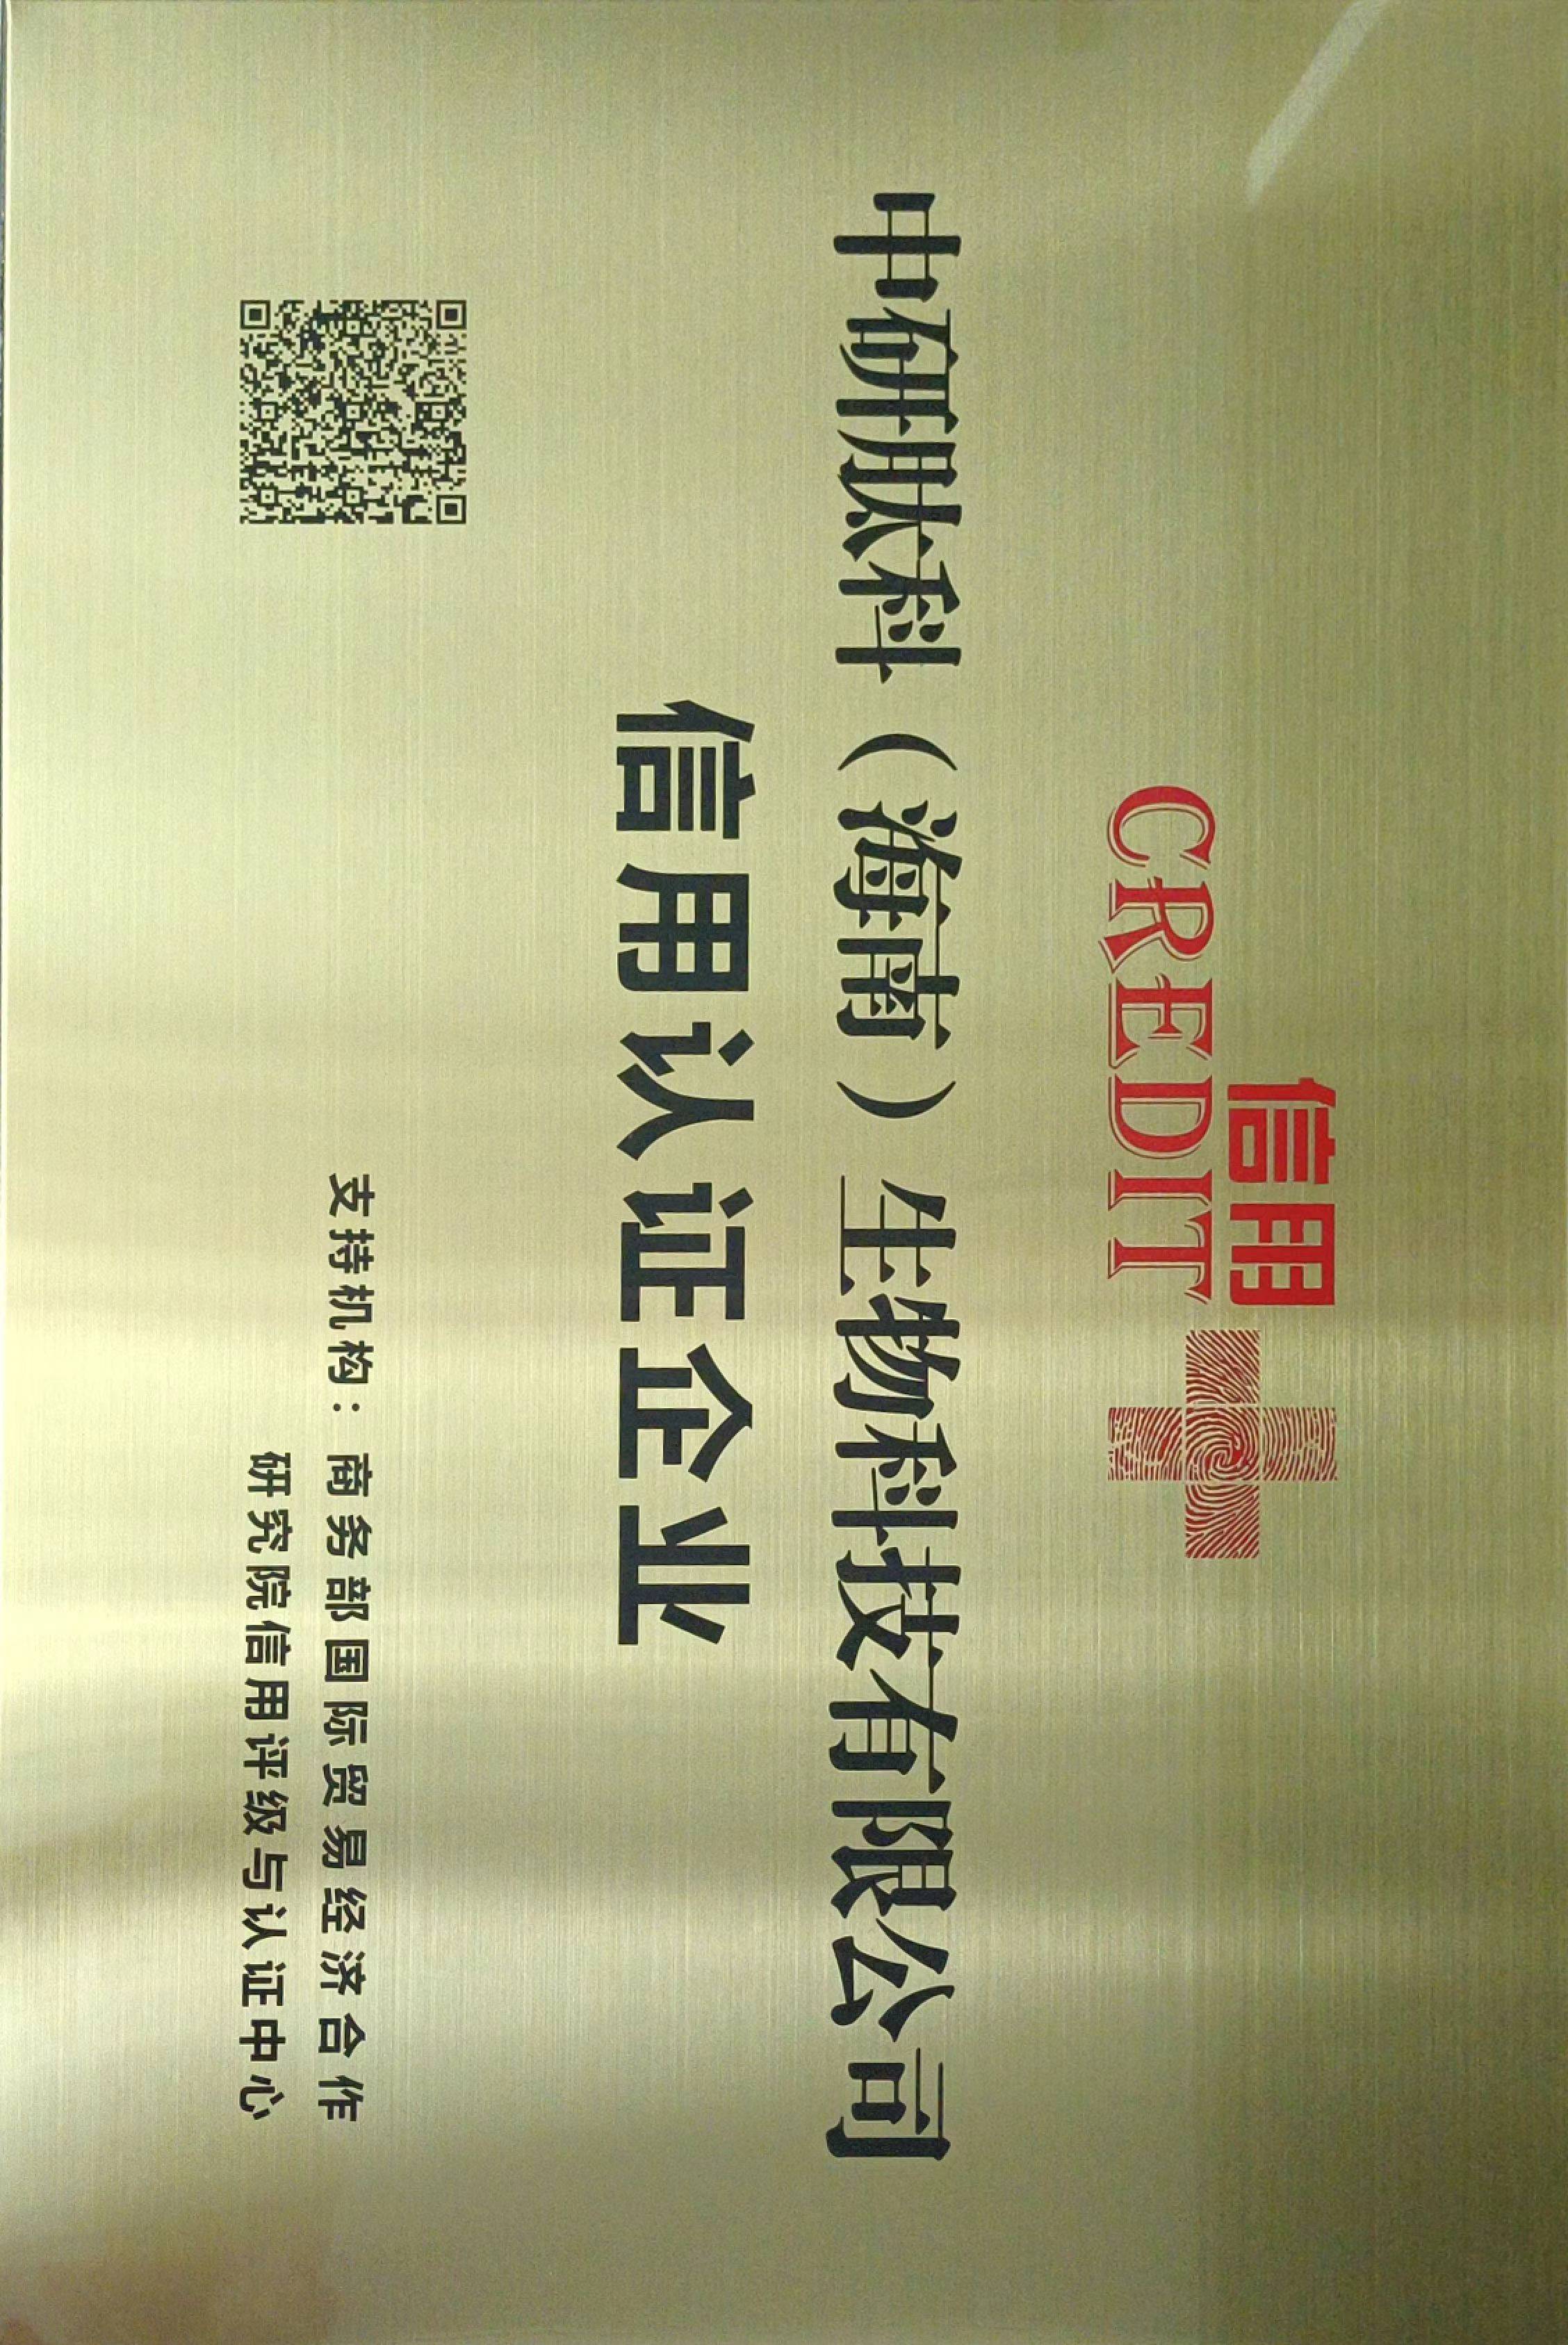 信用
CREDIT
中研肽科（海南）生物科技有限公司
信用认证企业
支持机构：商务部国际贸易经济合作
研究院信用评级与认证中心